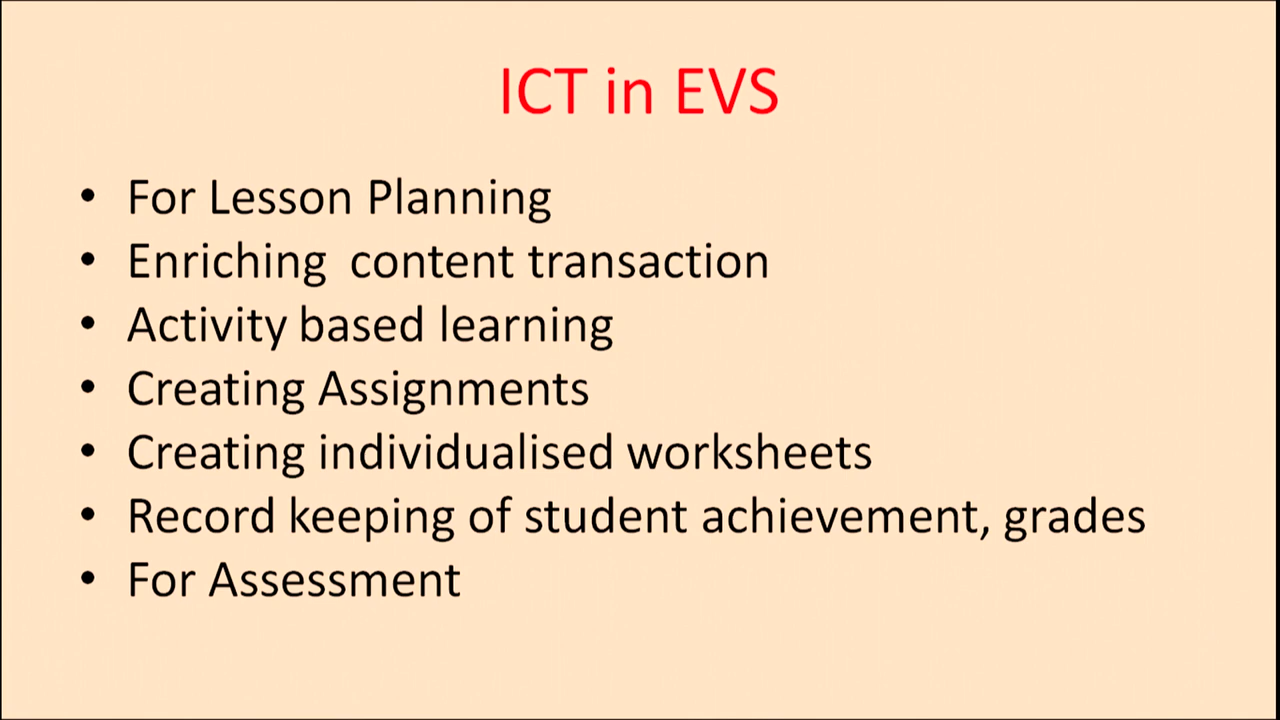 ICT in EVS
• For Lesson Planning
• Enriching  content transaction
• Activity based learning
• Creating Assignments
• Creating individualised worksheets
• Record keeping of student achievement, grades
• For Assessment